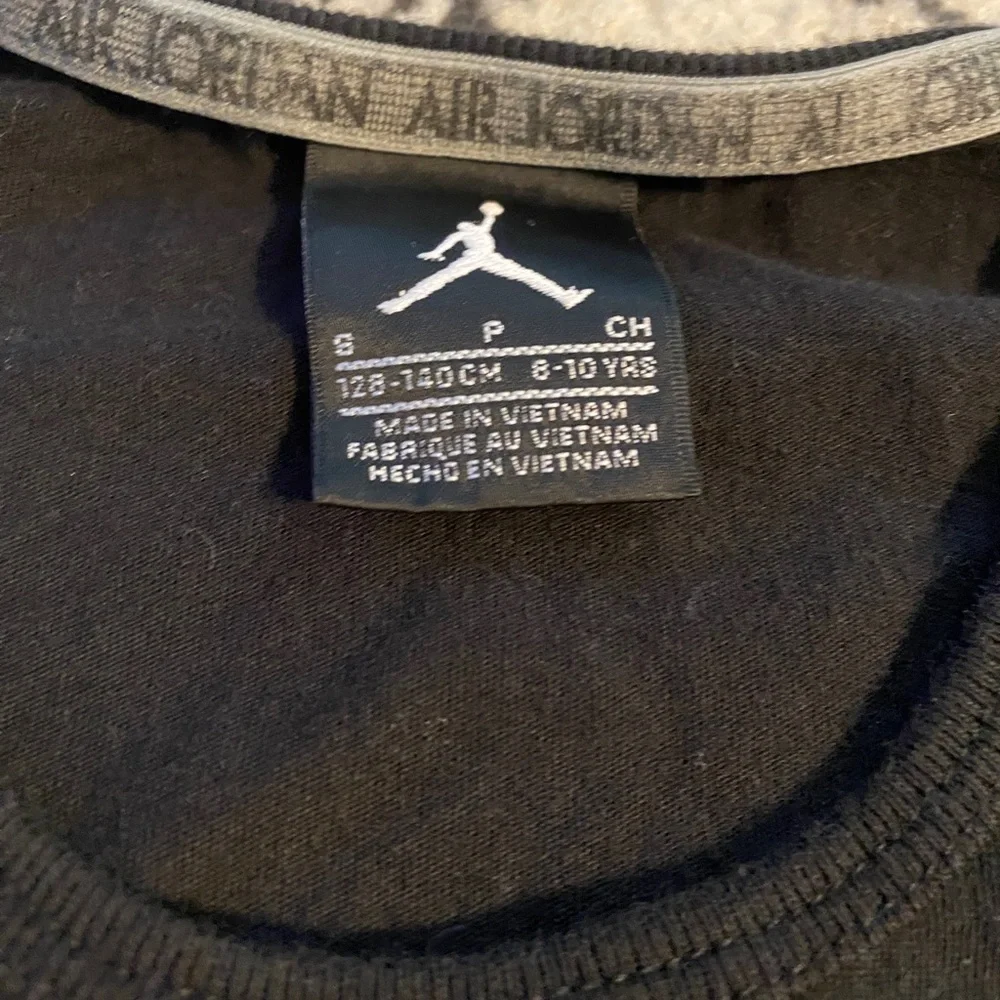 AIR JORDAN AIR JORDAN AI
S P CH
128-140CM 8-10 YRS
MADE IN VIETNAM
FABRIQUE AU VIETNAM
HECHO EN VIETNAM